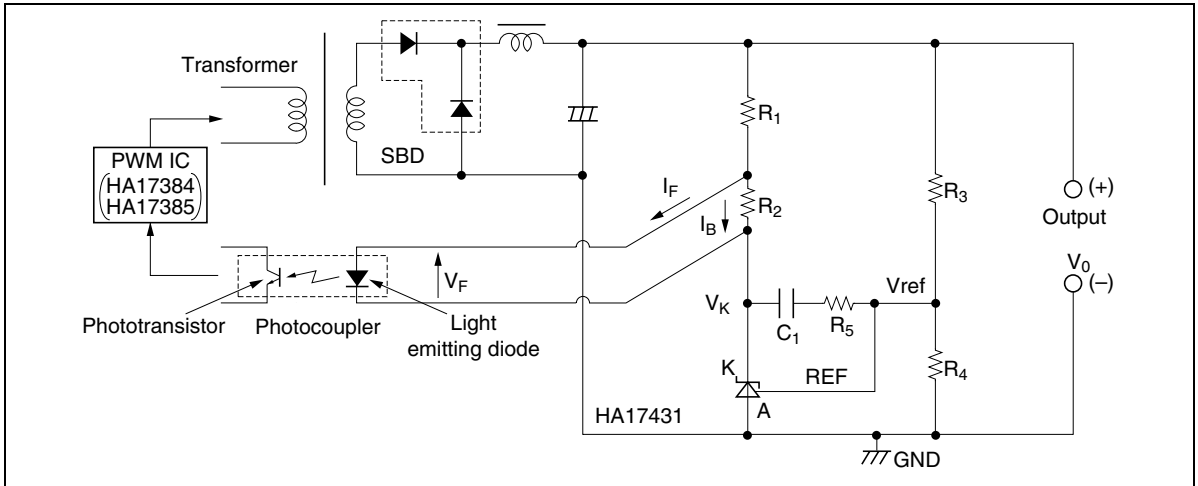 Transformer
SBD
PWM IC
HA17384
HA17385
R1
R2
R3
IF
IB
(+)
Output
V0
(–)
VF
Vref
VK
C1
R5
Phototransistor
Photocoupler
Light
emitting diode
K
REF
R4
A
HA17431
GND